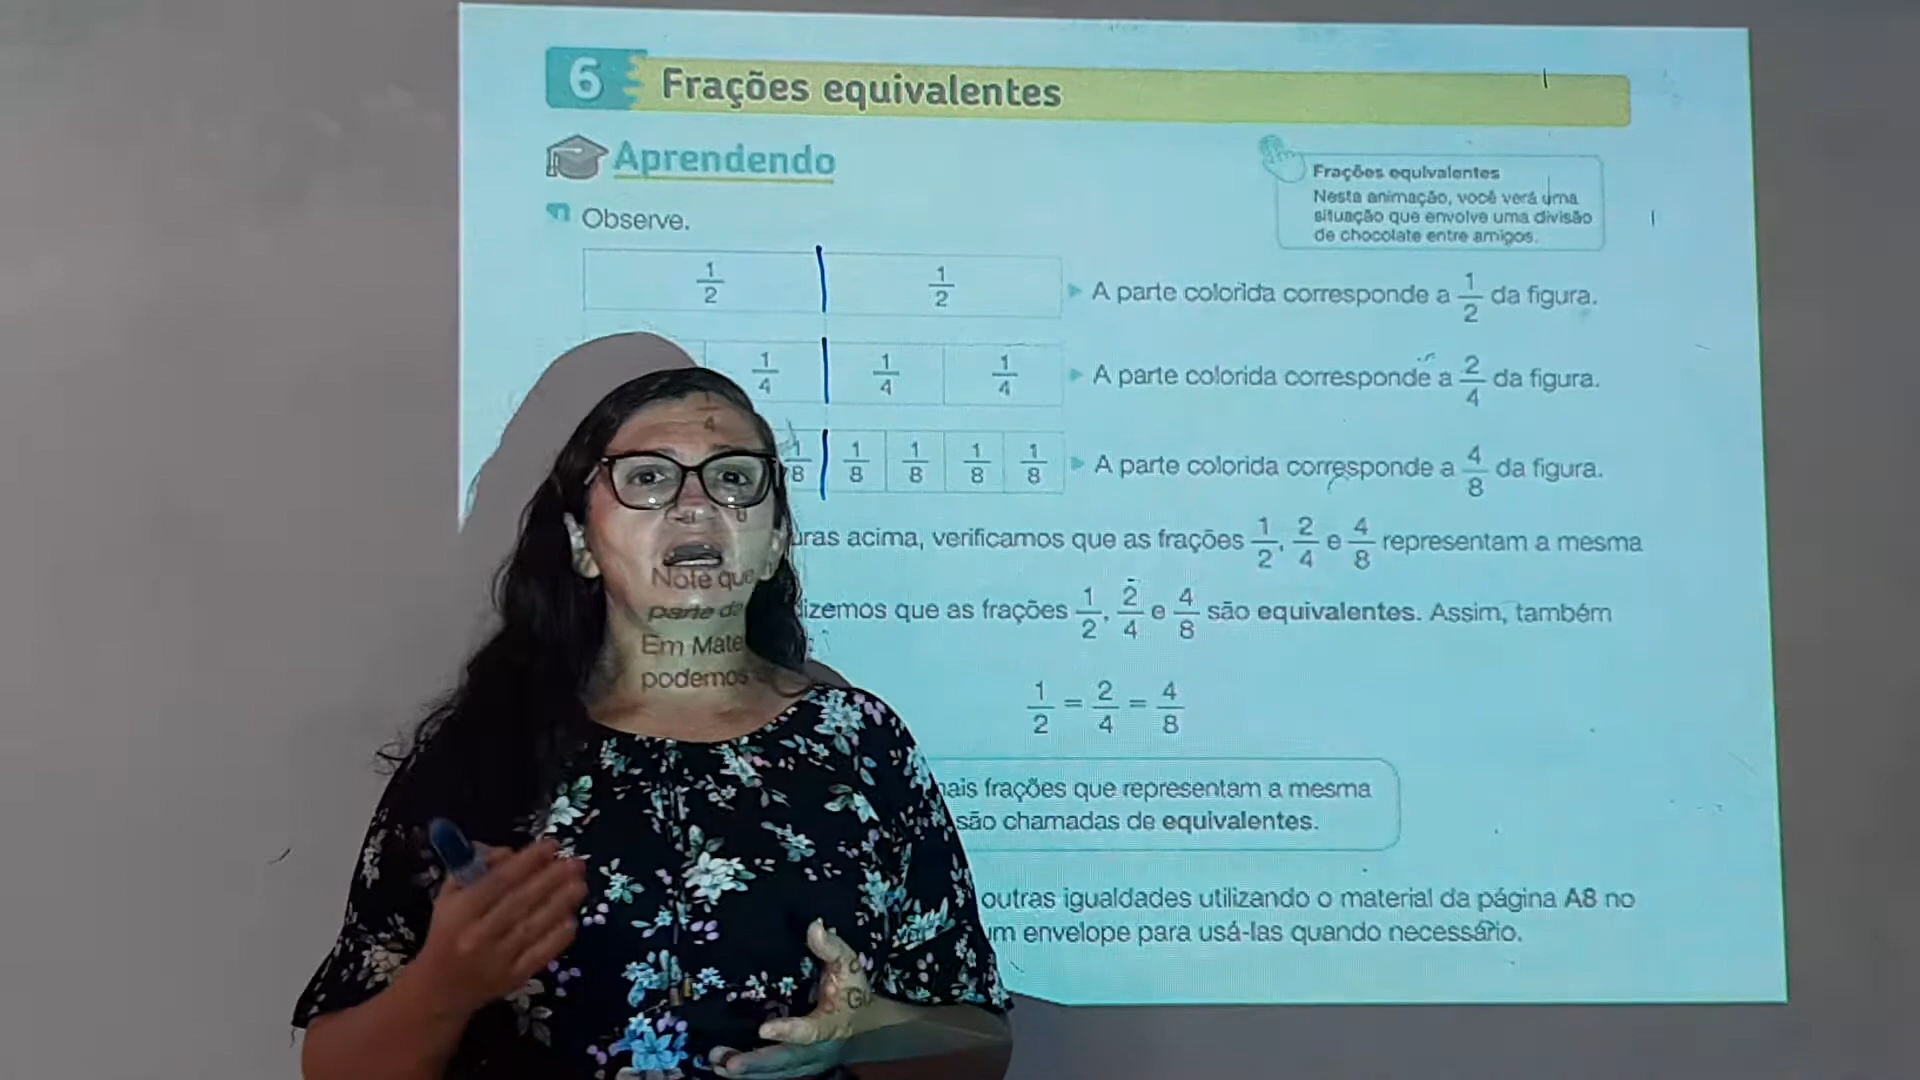 6 Frações equivalentes
Aprendendo
Frações equivalentes
Nesta animação, você verá uma
situação que envolve uma divisão
de chocolate entre amigos.
1 Observe.
1/2 1/2 A parte colorida corresponde a 1/2 da figura.
1/4 1/4 1/4 1/4 A parte colorida corresponde a 2/4 da figura.
1/8 1/8 1/8 1/8 1/8 A parte colorida corresponde a 4/8 da figura.
Note que uras acima, verificamos que as frações 1/2, 2/4 e 4/8 representam a mesma
parte da
Em Mate dizemos que as frações 1/2, 2/4 e 4/8 são equivalentes. Assim, também
podemos
1/2 = 2/4 = 4/8
mais frações que representam a mesma
são chamadas de equivalentes.
outras igualdades utilizando o material da página A8 no
um envelope para usá-las quando necessário.